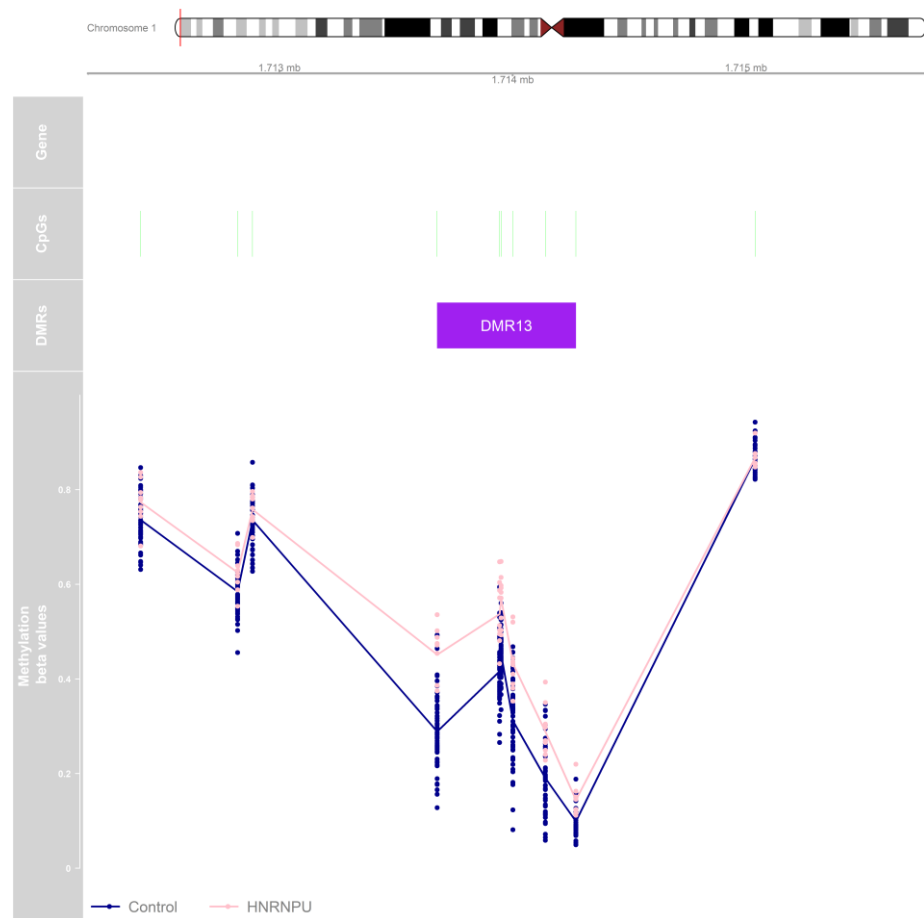 Chromosome 1
1.713 mb
1.714 mb
1.715 mb
Gene
CpGs
DMRs
DMR13
Methylation
beta values
0.8
0.6
0.4
0.2
0
Control
HNRNPU